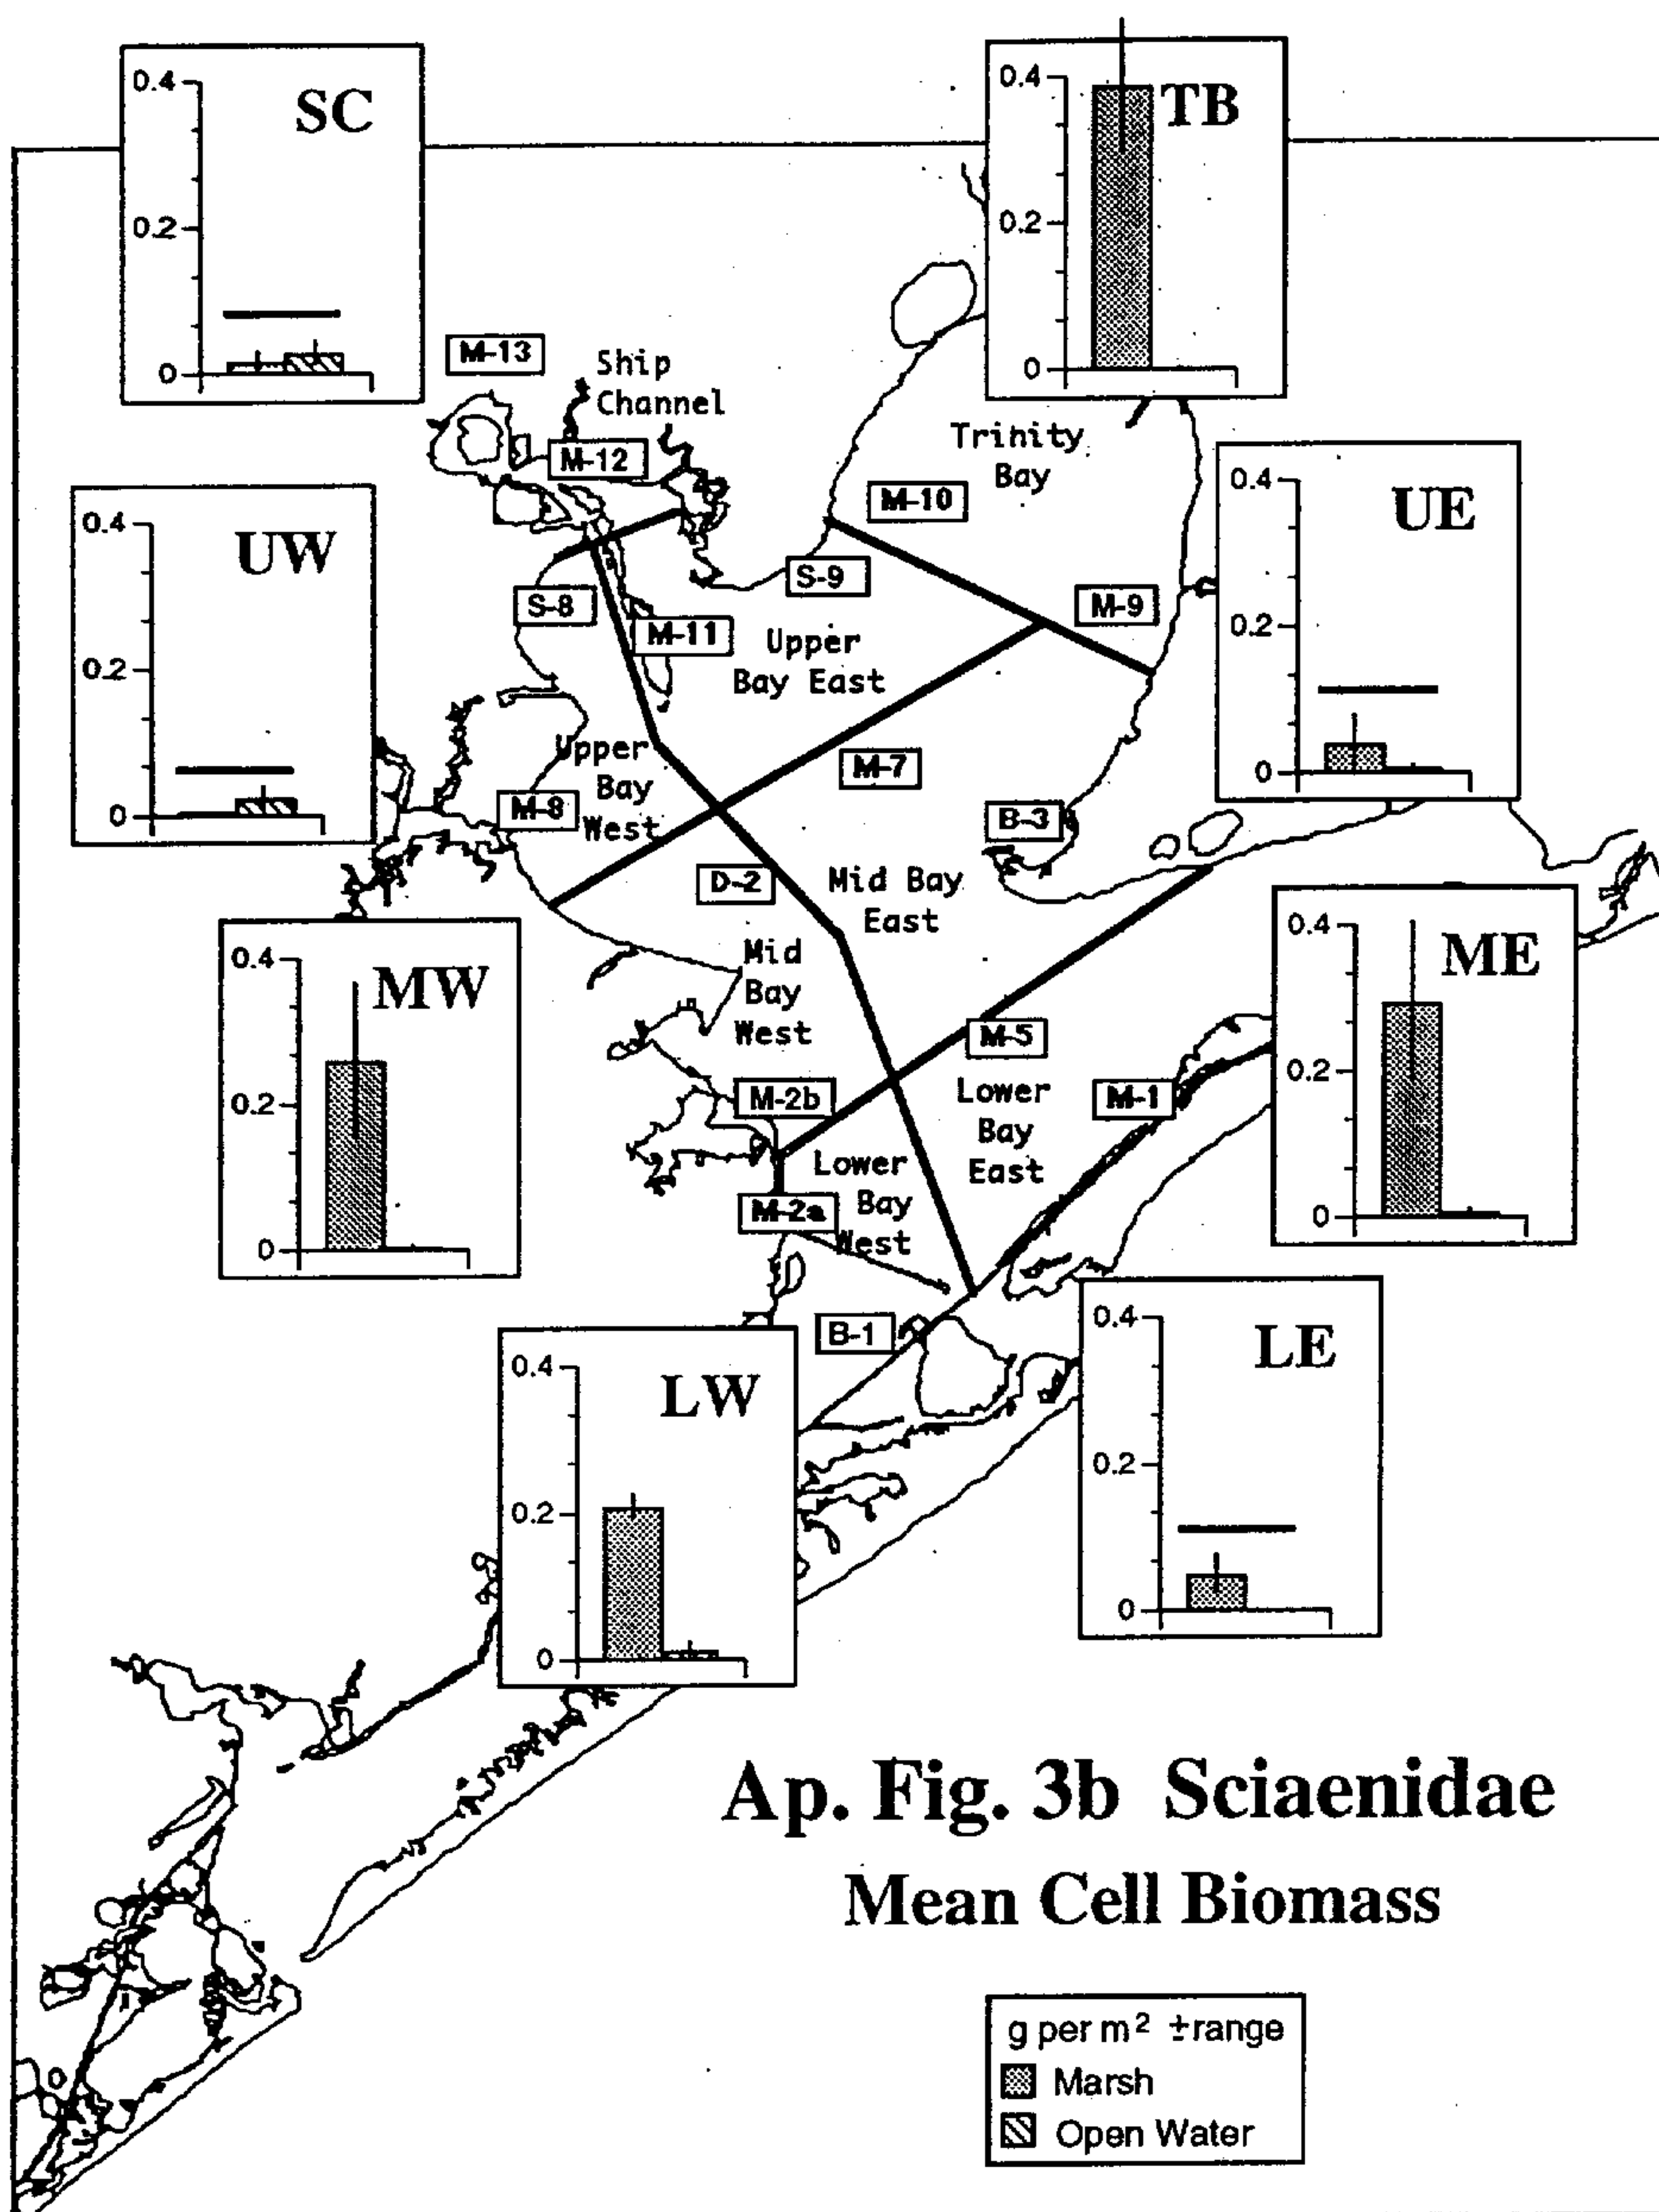 0.4
SC
0.2
0
0.4
TB
0.2
0
M-13
Ship
Channel
M-12
Trinity
Bay
M-10
0.4
UE
0.2
0
0.4
UW
0.2
0
S-9
S-8
M-9
M-11
Upper
Bay East
Upper
Bay
West
M-7
M-8
B-3
D-2
Mid Bay
East
0.4
MW
0.2
0
Mid
Bay
West
0.4
ME
0.2
0
M-5
M-2b
Lower
Bay
East
M-1
Lower
Bay
West
M-2a
B-1
0.4
LE
0.2
0
0.4
LW
0.2
0
Ap. Fig. 3b Sciaenidae
Mean Cell Biomass
g per m² ±range
Marsh
Open Water